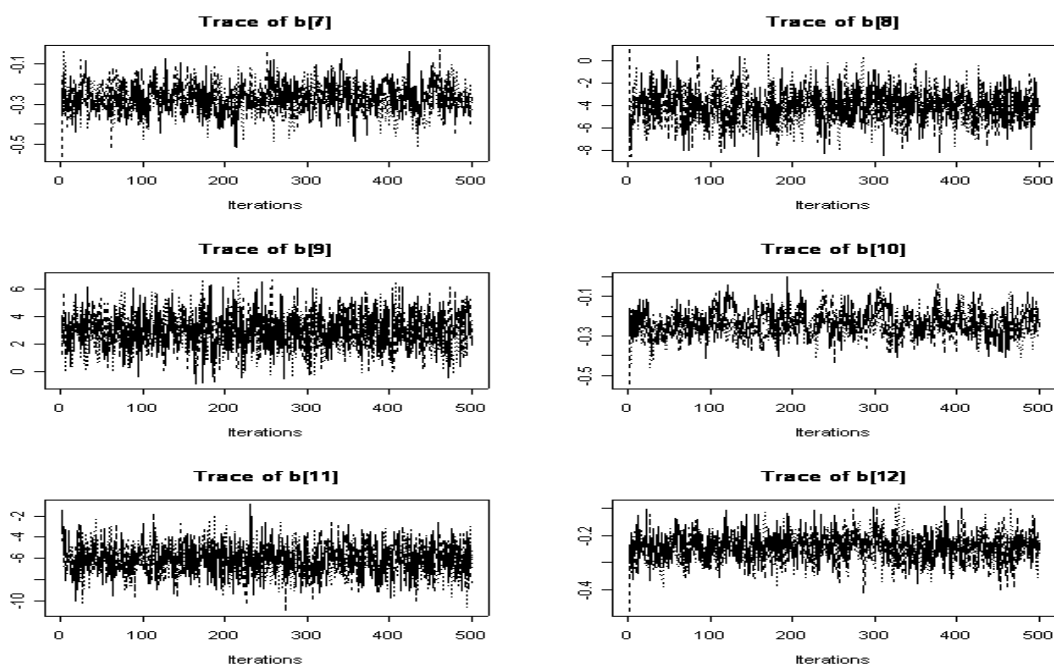 Trace of b[7]
-0.1
-0.3
-0.5
0 100 200 300 400 500
Iterations
Trace of b[8]
0
-2
-4
-6
-8
0 100 200 300 400 500
Iterations
Trace of b[9]
6
4
2
0
0 100 200 300 400 500
Iterations
Trace of b[10]
-0.1
-0.3
-0.5
0 100 200 300 400 500
Iterations
Trace of b[11]
-2
-4
-6
-10
0 100 200 300 400 500
Iterations
Trace of b[12]
-0.2
-0.4
0 100 200 300 400 500
Iterations